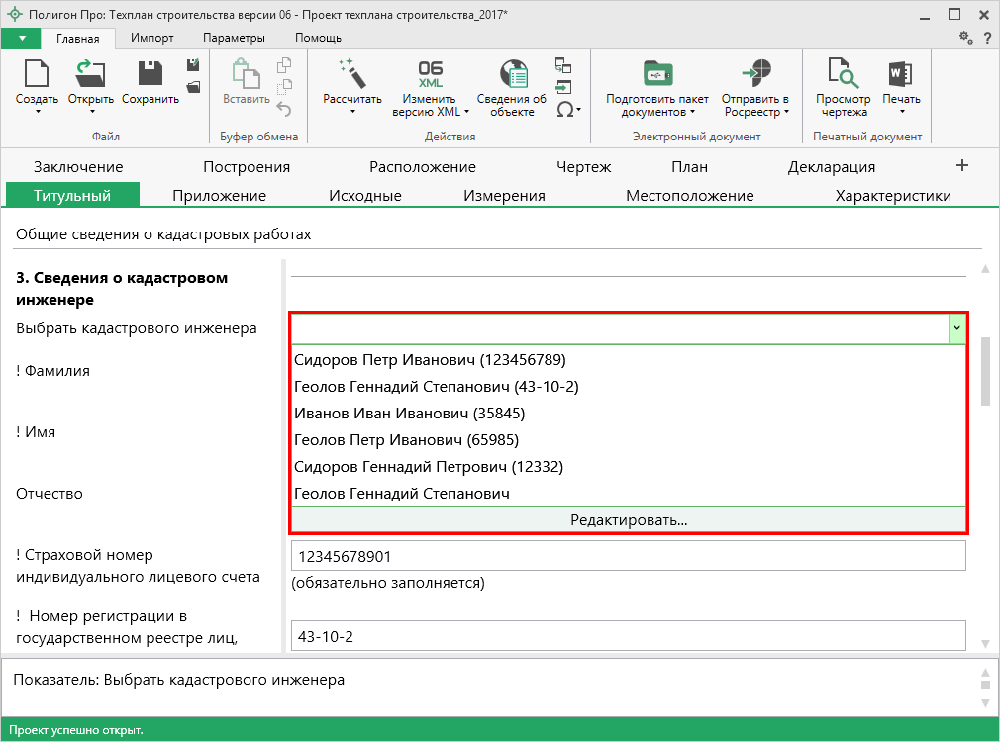 Полигон Про: Техплан строительства версии 06 - Проект техплана строительства_2017*
Главная Импорт Параметры Помощь
?
06
XML
W
Создать Открыть Сохранить Вставить Рассчитать Изменить
версию XML Сведения об
объекте Подготовить пакет
документов Отправить в
Росреестр Просмотр
чертежа Печать
Ω
Файл Буфер обмена Действия Электронный документ Печатный документ
Заключение Построения Расположение Чертеж План Декларация +
Титульный Приложение Исходные Измерения Местоположение Характеристики
Общие сведения о кадастровых работах
3. Сведения о кадастровом
инженере
Выбрать кадастрового инженера
Сидоров Петр Иванович (123456789)
! Фамилия
Геолов Геннадий Степанович (43-10-2)
Иванов Иван Иванович (35845)
! Имя
Геолов Петр Иванович (65985)
Сидоров Геннадий Петрович (12332)
Отчество
Геолов Геннадий Степанович
Редактировать...
! Страховой номер
индивидуального лицевого счета
12345678901
(обязательно заполняется)
! Номер регистрации в
государственном реестре лиц,
43-10-2
Показатель: Выбрать кадастрового инженера
Проект успешно открыт.